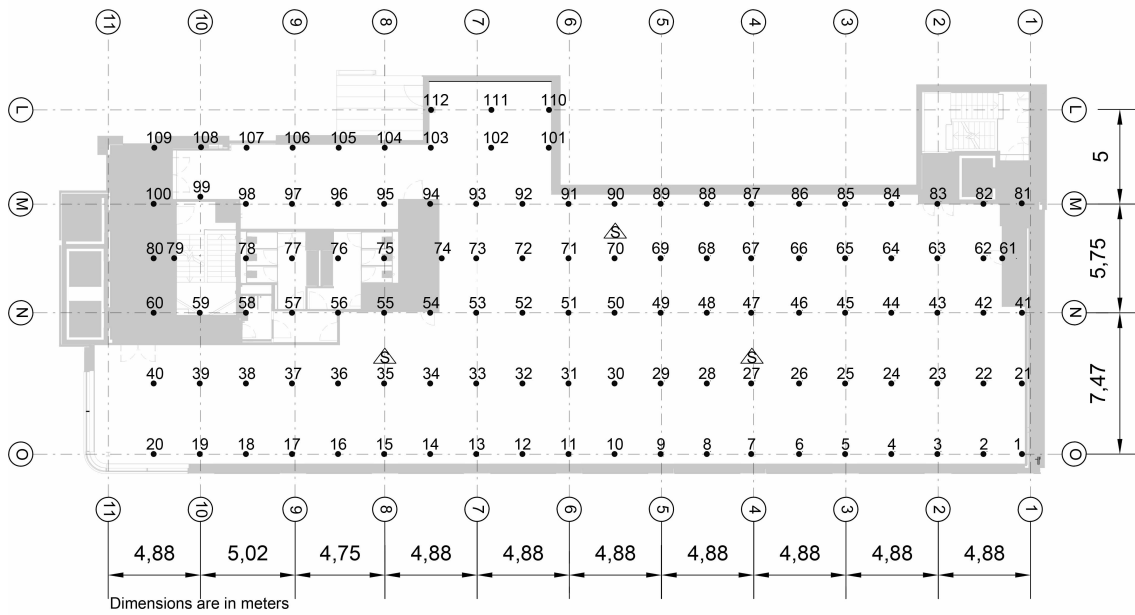 11 10 9 8 7 6 5 4 3 2 1
112 111 110
L L
109 108 107 106 105 104 103 102 101
5
100 99 98 97 96 95 94 93 92 91 90 89 88 87 86 85 84 83 82 81
M M
S
80 79 78 77 76 75 74 73 72 71 70 69 68 67 66 65 64 63 62 61
5,75
60 59 58 57 56 55 54 53 52 51 50 49 48 47 46 45 44 43 42 41
N N
S S
40 39 38 37 36 35 34 33 32 31 30 29 28 27 26 25 24 23 22 21
7,47
20 19 18 17 16 15 14 13 12 11 10 9 8 7 6 5 4 3 2 1
O O
11 10 9 8 7 6 5 4 3 2 1
4,88 5,02 4,75 4,88 4,88 4,88 4,88 4,88 4,88 4,88
Dimensions are in meters